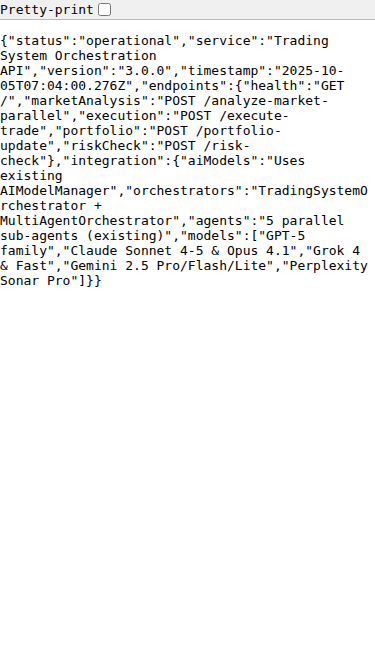 Pretty-print
{"status":"operational","service":"Trading
System Orchestration
API","version":"3.0.0","timestamp":"2025-10-
05T07:04:00.276Z","endpoints":{"health":"GET
/","marketAnalysis":"POST /analyze-market-
parallel","execution":"POST /execute-
trade","portfolio":"POST /portfolio-
update","riskCheck":"POST /risk-
check"},"integration":{"aiModels":"Uses
existing
AIModelManager","orchestrators":"TradingSystemO
rchestrator +
MultiAgentOrchestrator","agents":"5 parallel
sub-agents (existing)","models":["GPT-5
family","Claude Sonnet 4-5 & Opus 4.1","Grok 4
& Fast","Gemini 2.5 Pro/Flash/Lite","Perplexity
Sonar Pro"]}}